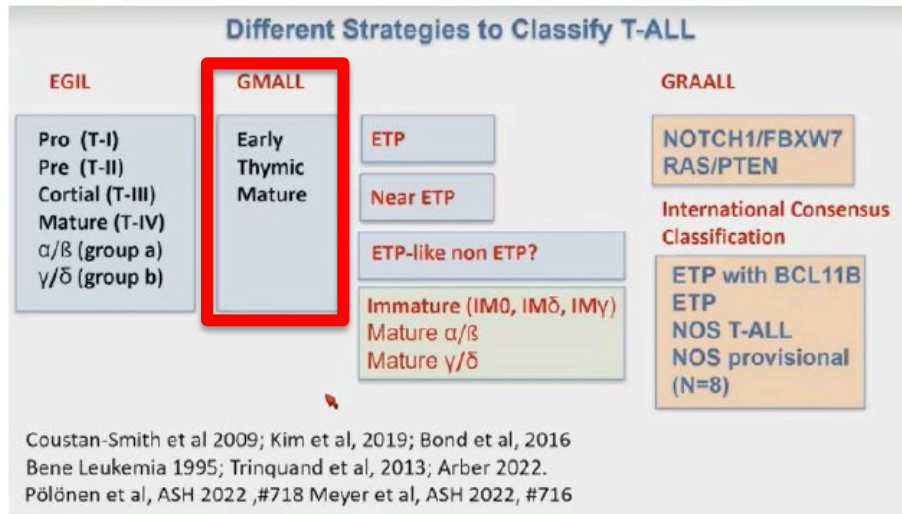 Different Strategies to Classify T-ALL
EGIL
Pro (T-I)
Pre (T-II)
Cortial (T-III)
Mature (T-IV)
α/ß (group a)
γ/δ (group b)
GMALL
Early
Thymic
Mature
ETP
Near ETP
ETP-like non ETP?
Immature (IM0, IMδ, IMγ)
Mature α/ß
Mature γ/δ
GRAALL
NOTCH1/FBXW7
RAS/PTEN
International Consensus
Classification
ETP with BCL11B
ETP
NOS T-ALL
NOS provisional
(N=8)
Coustan-Smith et al 2009; Kim et al, 2019; Bond et al, 2016
Bene Leukemia 1995; Trinquand et al, 2013; Arber 2022.
Pölönen et al, ASH 2022 ,#718 Meyer et al, ASH 2022, #716